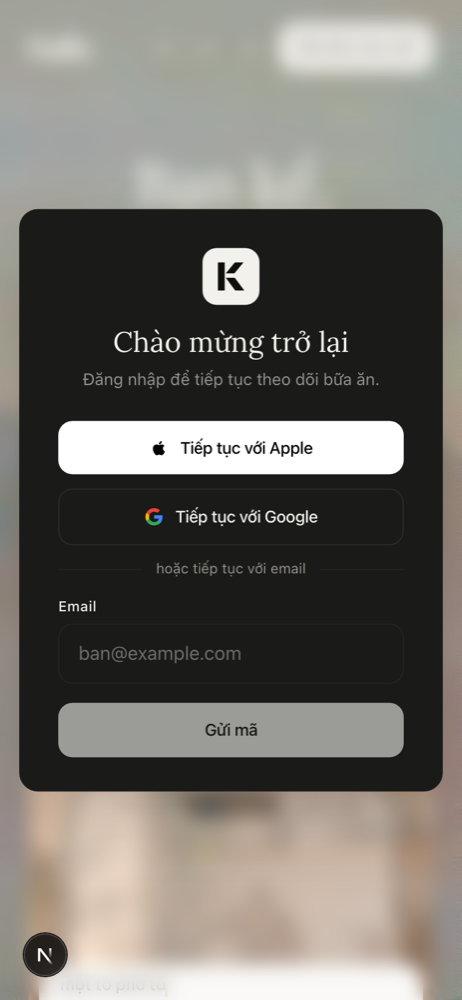 K
Chào mừng trở lại
Đăng nhập để tiếp tục theo dõi bữa ăn.
Tiếp tục với Apple
Tiếp tục với Google
hoặc tiếp tục với email
Email
ban@example.com
Gửi mã
N